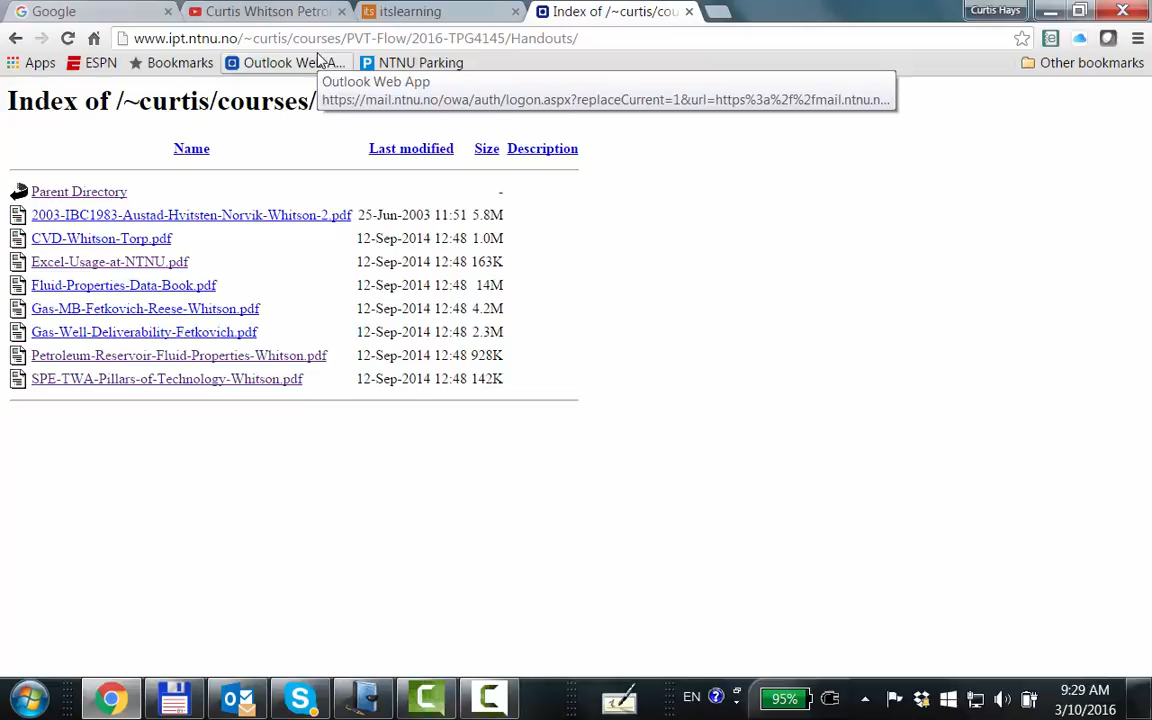 Google
Curtis Whitson Petro
itslearning
Index of /~curtis/cou
Curtis Hays
www.ipt.ntnu.no/~curtis/courses/PVT-Flow/2016-TPG4145/Handouts/
Apps ESPN Bookmarks Outlook Web A... NTNU Parking Other bookmarks
Outlook Web App
https://mail.ntnu.no/owa/auth/logon.aspx?replaceCurrent=1&url=https%3a%2f%2fmail.ntnu.n...
Index of /~curtis/courses/
Name Last modified Size Description
Parent Directory -
2003-IBC1983-Austad-Hvitsten-Norvik-Whitson-2.pdf 25-Jun-2003 11:51 5.8M
CVD-Whitson-Torp.pdf 12-Sep-2014 12:48 1.0M
Excel-Usage-at-NTNU.pdf 12-Sep-2014 12:48 163K
Fluid-Properties-Data-Book.pdf 12-Sep-2014 12:48 14M
Gas-MB-Fetkovich-Reese-Whitson.pdf 12-Sep-2014 12:48 4.2M
Gas-Well-Deliverability-Fetkovich.pdf 12-Sep-2014 12:48 2.3M
Petroleum-Reservoir-Fluid-Properties-Whitson.pdf 12-Sep-2014 12:48 928K
SPE-TWA-Pillars-of-Technology-Whitson.pdf 12-Sep-2014 12:48 142K
EN 95% 9:29 AM
3/10/2016